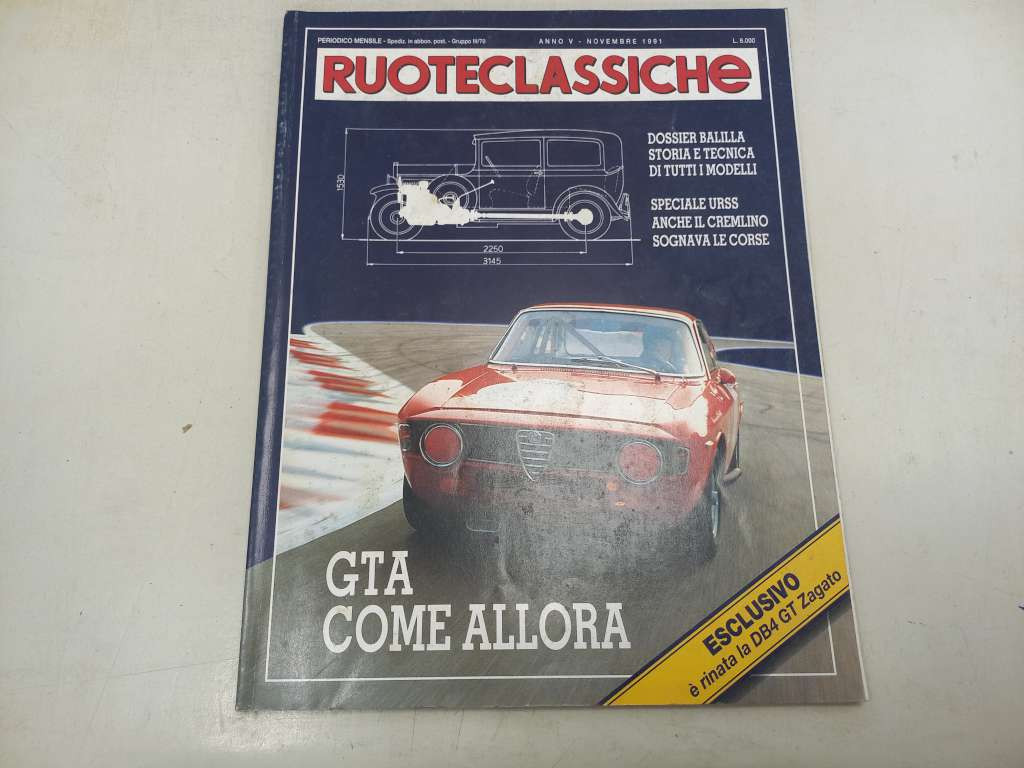 PERIODICO MENSILE - Spediz. in abbon. post. - Gruppo III/70
ANNO V - NOVEMBRE 1991
L. 8.000
RUOTECLASSICHe
DOSSIER BALILLA
STORIA E TECNICA
DI TUTTI I MODELLI
SPECIALE URSS
ANCHE IL CREMLINO
SOGNAVA LE CORSE
1530
2250
3145
GTA
COME ALLORA
ESCLUSIVO
è rinata la DB4 GT Zagato